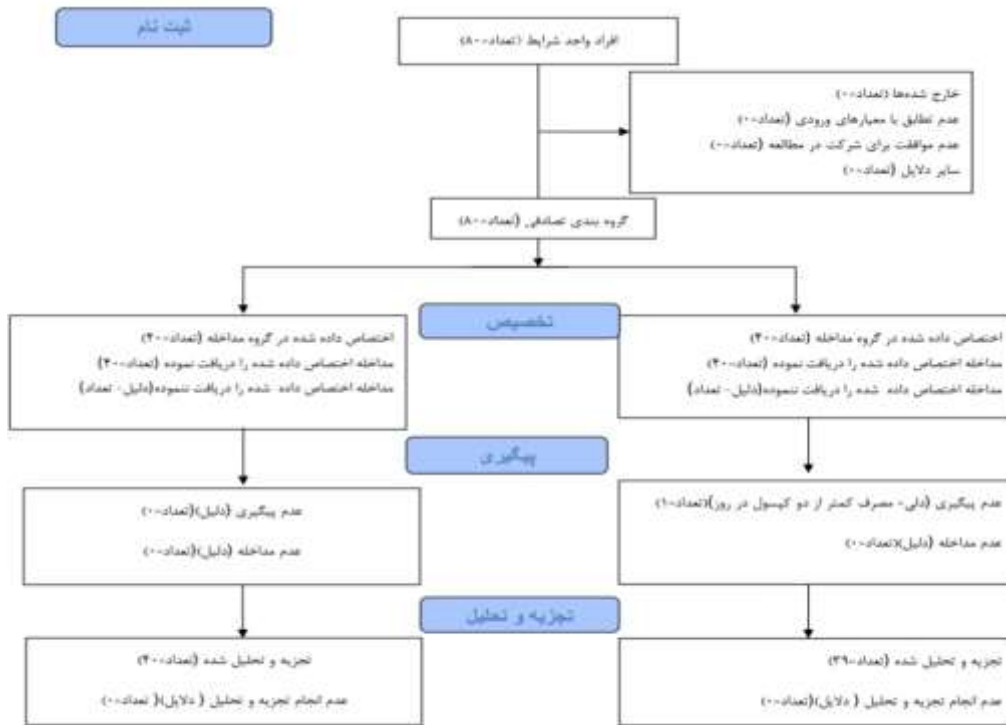 ثبت نام
افراد واجد شرایط (تعداد=۸۰)
خارج شده‌ها (تعداد=۰)
عدم تطابق با معیارهای ورودی (تعداد=۰)
عدم موافقت برای شرکت در مطالعه (تعداد=۰)
سایر دلایل (تعداد=۰)
گروه بندی تصادفی (تعداد=۸۰)
تخصیص
اختصاص داده شده در گروه مداخله (تعداد=۴۰)
مداخله اختصاص داده شده را دریافت نموده (تعداد=۴۰)
مداخله اختصاص داده شده را دریافت ننموده(دلیل- تعداد)
اختصاص داده شده در گروه مداخله (تعداد=۴۰)
مداخله اختصاص داده شده را دریافت نموده (تعداد=۴۰)
مداخله اختصاص داده شده را دریافت ننموده(دلیل- تعداد)
پیگیری
عدم پیگیری (دلی- مصرف کمتر از دو کپسول در روز)(تعداد=۱)
عدم مداخله (دلیل)(تعداد=۰)
عدم پیگیری (دلیل)(تعداد=۰)
عدم مداخله (دلیل)(تعداد=۰)
تجزیه و تحلیل
تجزیه و تحلیل شده (تعداد=۳۹)
عدم انجام تجزیه و تحلیل ( دلایل)(تعداد=۰)
تجزیه و تحلیل شده (تعداد=۴۰)
عدم انجام تجزیه و تحلیل ( دلایل)( تعداد=۰)